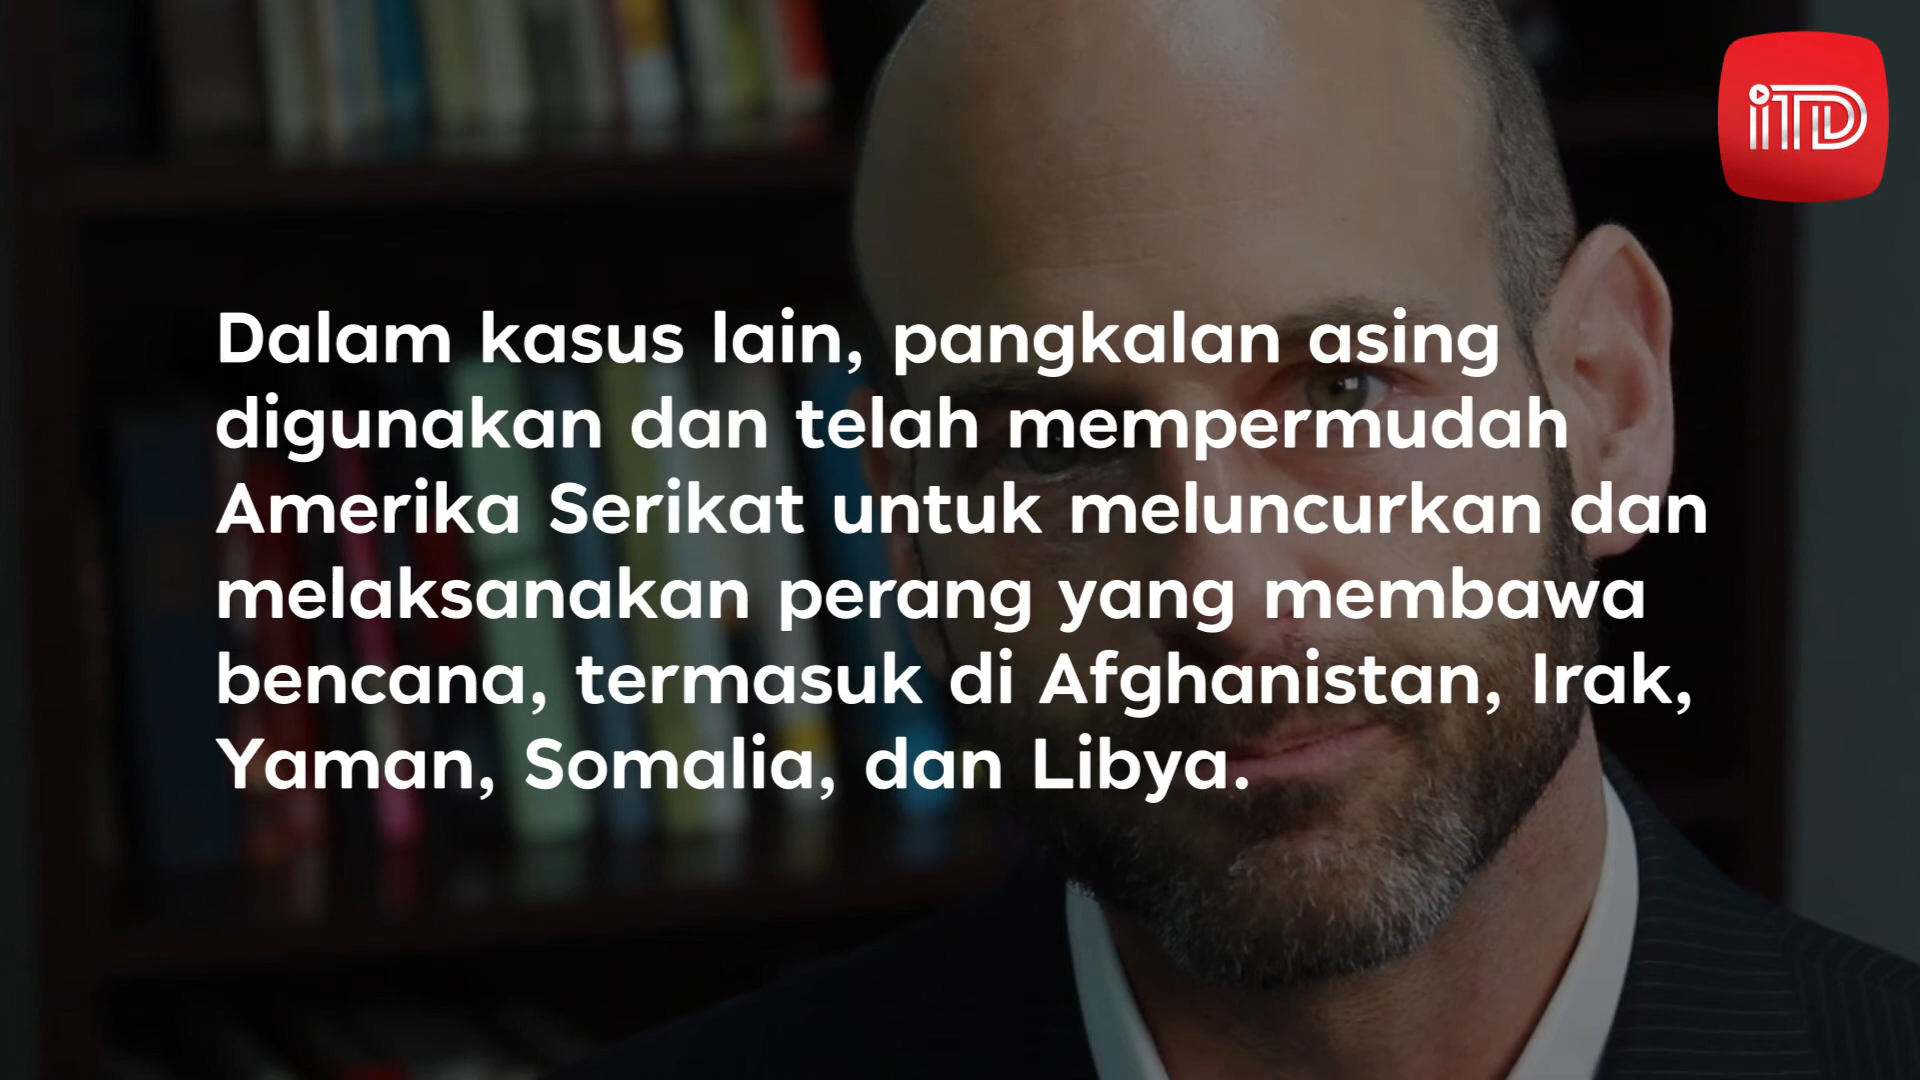 iTD
Dalam kasus lain, pangkalan asing
digunakan dan telah mempermudah
Amerika Serikat untuk meluncurkan dan
melaksanakan perang yang membawa
bencana, termasuk di Afghanistan, Irak,
Yaman, Somalia, dan Libya.